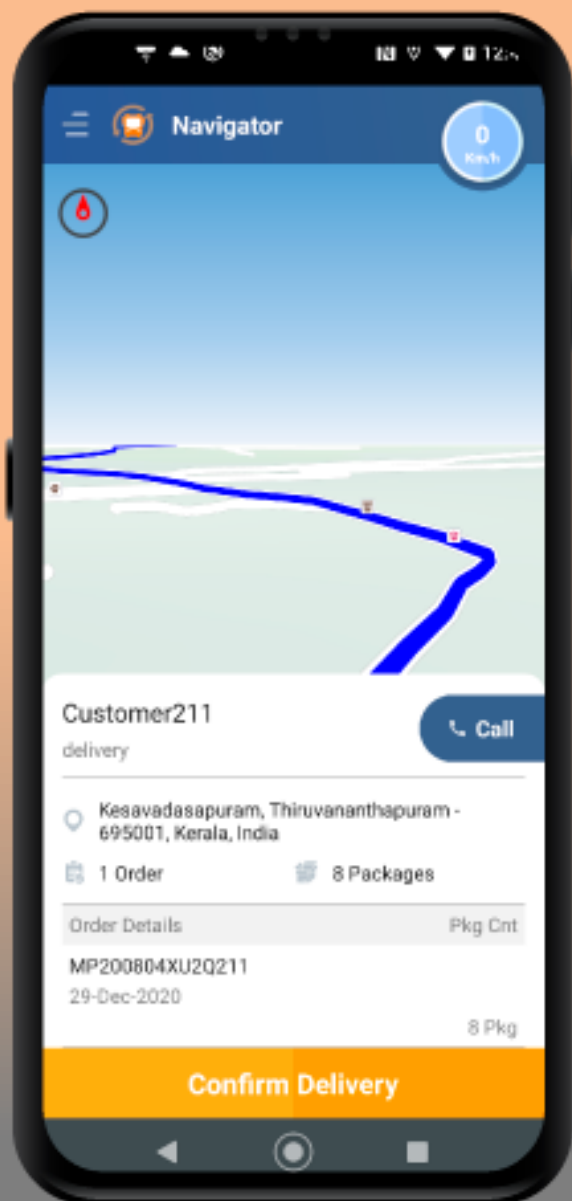 Navigator
0
Km/h
Customer211
delivery
Call
Kesavadasapuram, Thiruvananthapuram -
695001, Kerala, India
1 Order
8 Packages
Order Details
Pkg Cnt
MP200804XU2Q211
29-Dec-2020
8 Pkg
Confirm Delivery